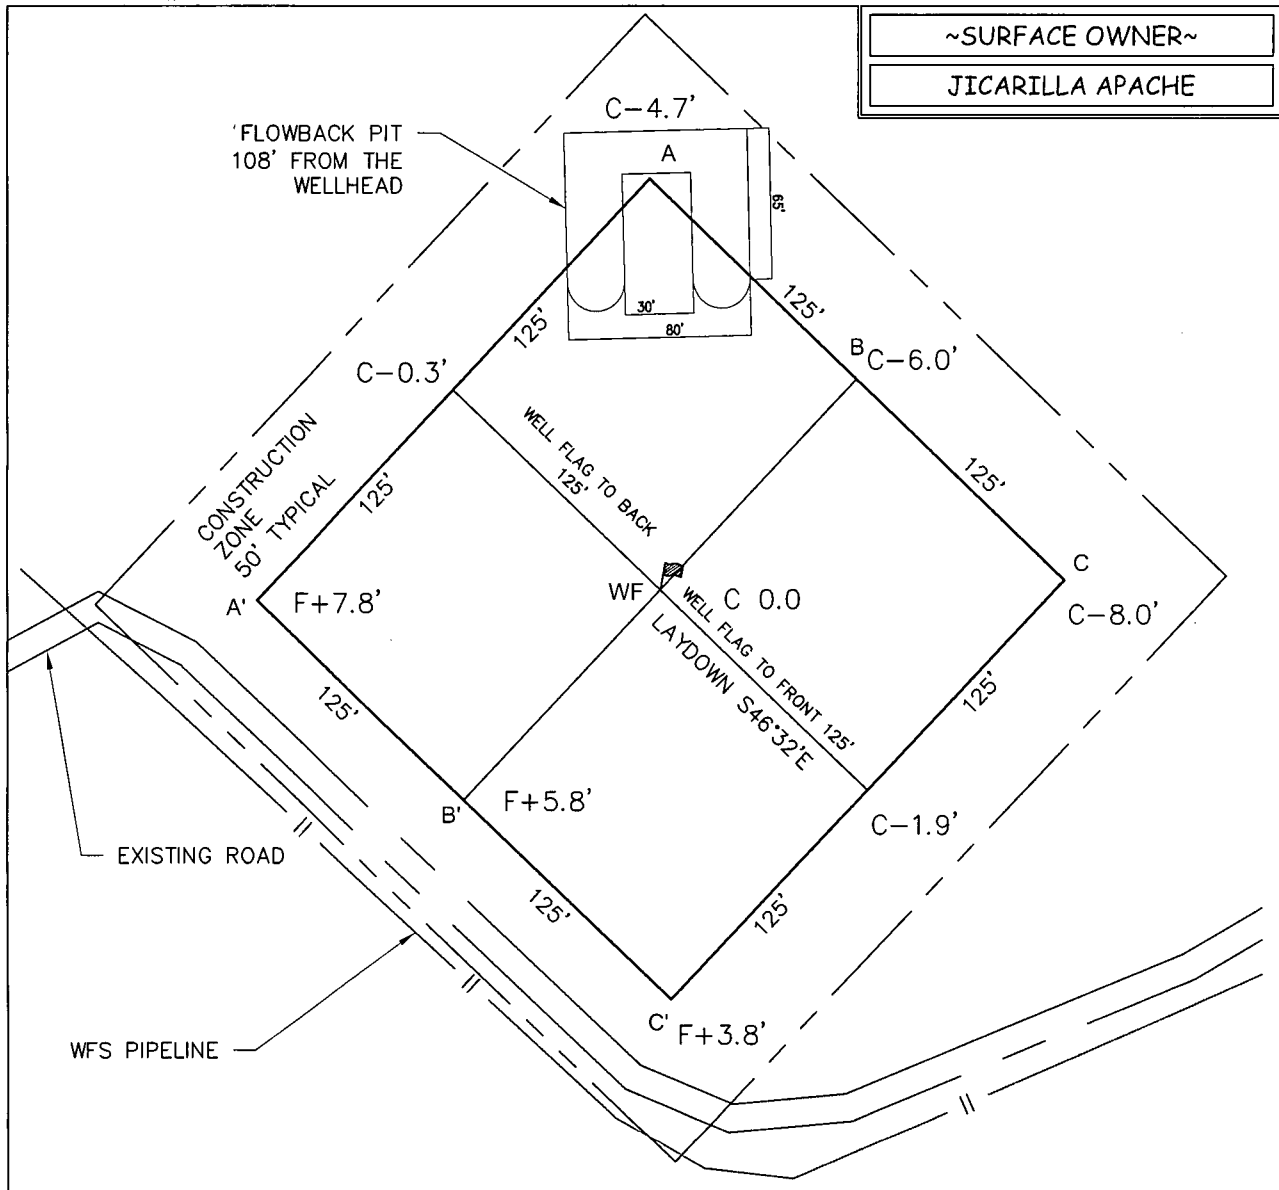 ~SURFACE OWNER~
JICARILLA APACHE
C-4.7'
'FLOWBACK PIT
108' FROM THE
WELLHEAD
A
65'
30'
80'
125'
125'
B
C-6.0'
C-0.3'
WELL FLAG TO BACK
125'
125'
125'
CONSTRUCTION
ZONE
50' TYPICAL
C
C-8.0'
A'
F+7.8'
WF
C 0.0
WELL FLAG TO FRONT 125'
LAYDOWN S46°32'E
125'
125'
B'
F+5.8'
C-1.9'
EXISTING ROAD
125'
125'
C'
F+3.8'
WFS PIPELINE